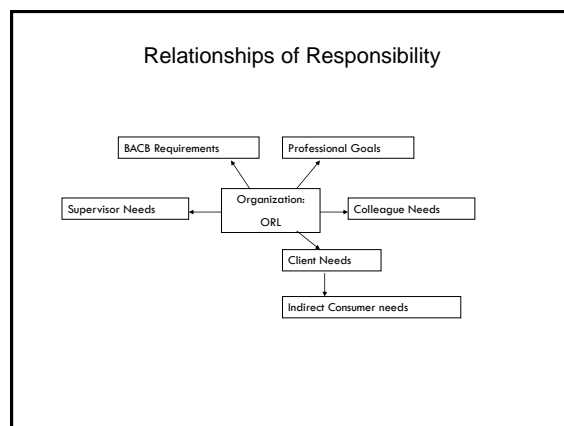 Relationships of Responsibility
BACB Requirements
Professional Goals
Supervisor Needs
Organization:
ORL
Colleague Needs
Client Needs
Indirect Consumer needs